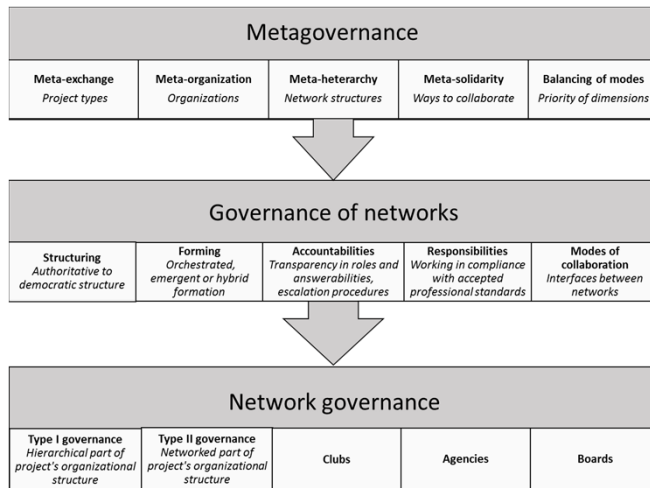 Metagovernance
Meta-exchange
Project types
Meta-organization
Organizations
Meta-heterarchy
Network structures
Meta-solidarity
Ways to collaborate
Balancing of modes
Priority of dimensions
Governance of networks
Structuring
Authoritative to
democratic structure
Forming
Orchestrated,
emergent or hybrid
formation
Accountabilities
Transparency in roles and
answerabilities,
escalation procedures
Responsibilities
Working in compliance
with accepted
professional standards
Modes of
collaboration
Interfaces between
networks
Network governance
Type I governance
Hierarchical part of
project's organizational
structure
Type II governance
Networked part of
project's organizational
structure
Clubs
Agencies
Boards